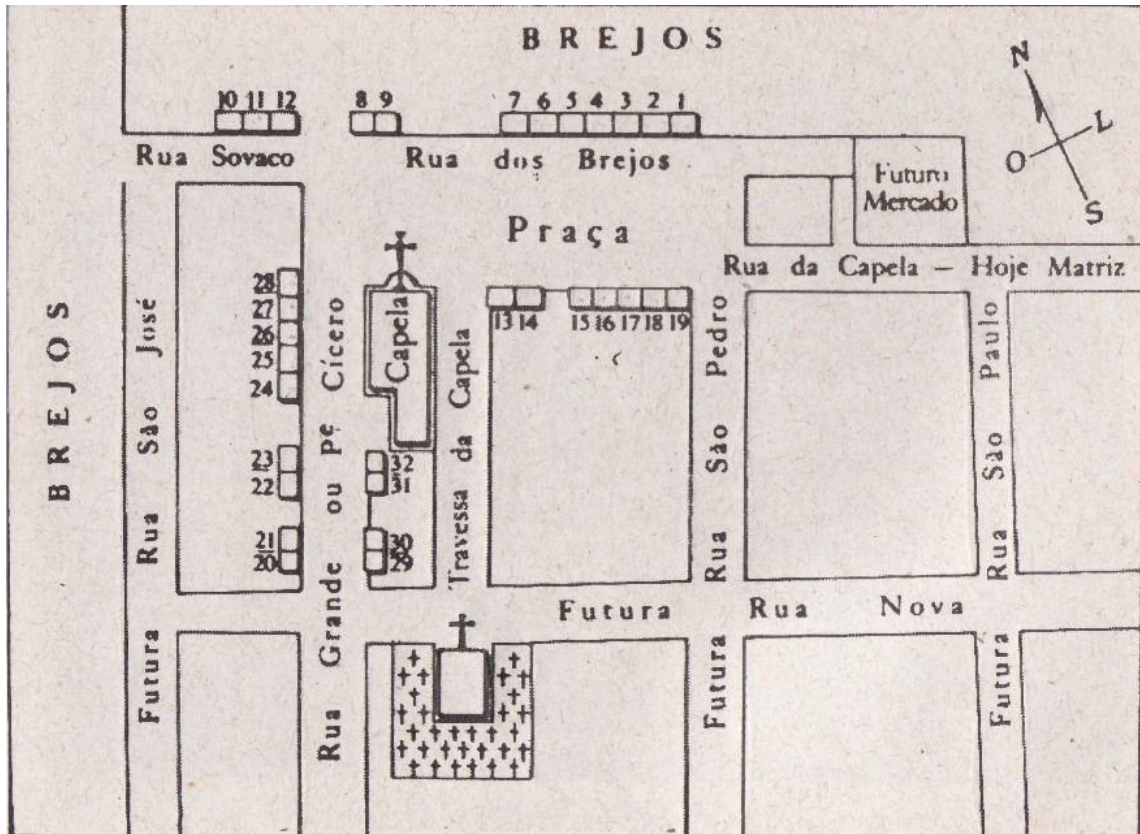 BREJOS
N
L
O
S
10 11 12
8 9
7 6 5 4 3 2 1
Rua Sovaco
Rua dos Brejos
Futuro
Mercado
Praça
Rua da Capela — Hoje Matriz
BREJOS
Futura Rua São José
28
27
26
25
24
23
22
21
20
Rua Grande ou pe Cícero
Capela
32
31
30
29
Travessa da Capela
13 14
15 16 17 18 19
Futura Rua São Pedro
Futura Rua São Paulo
Futura Rua Nova